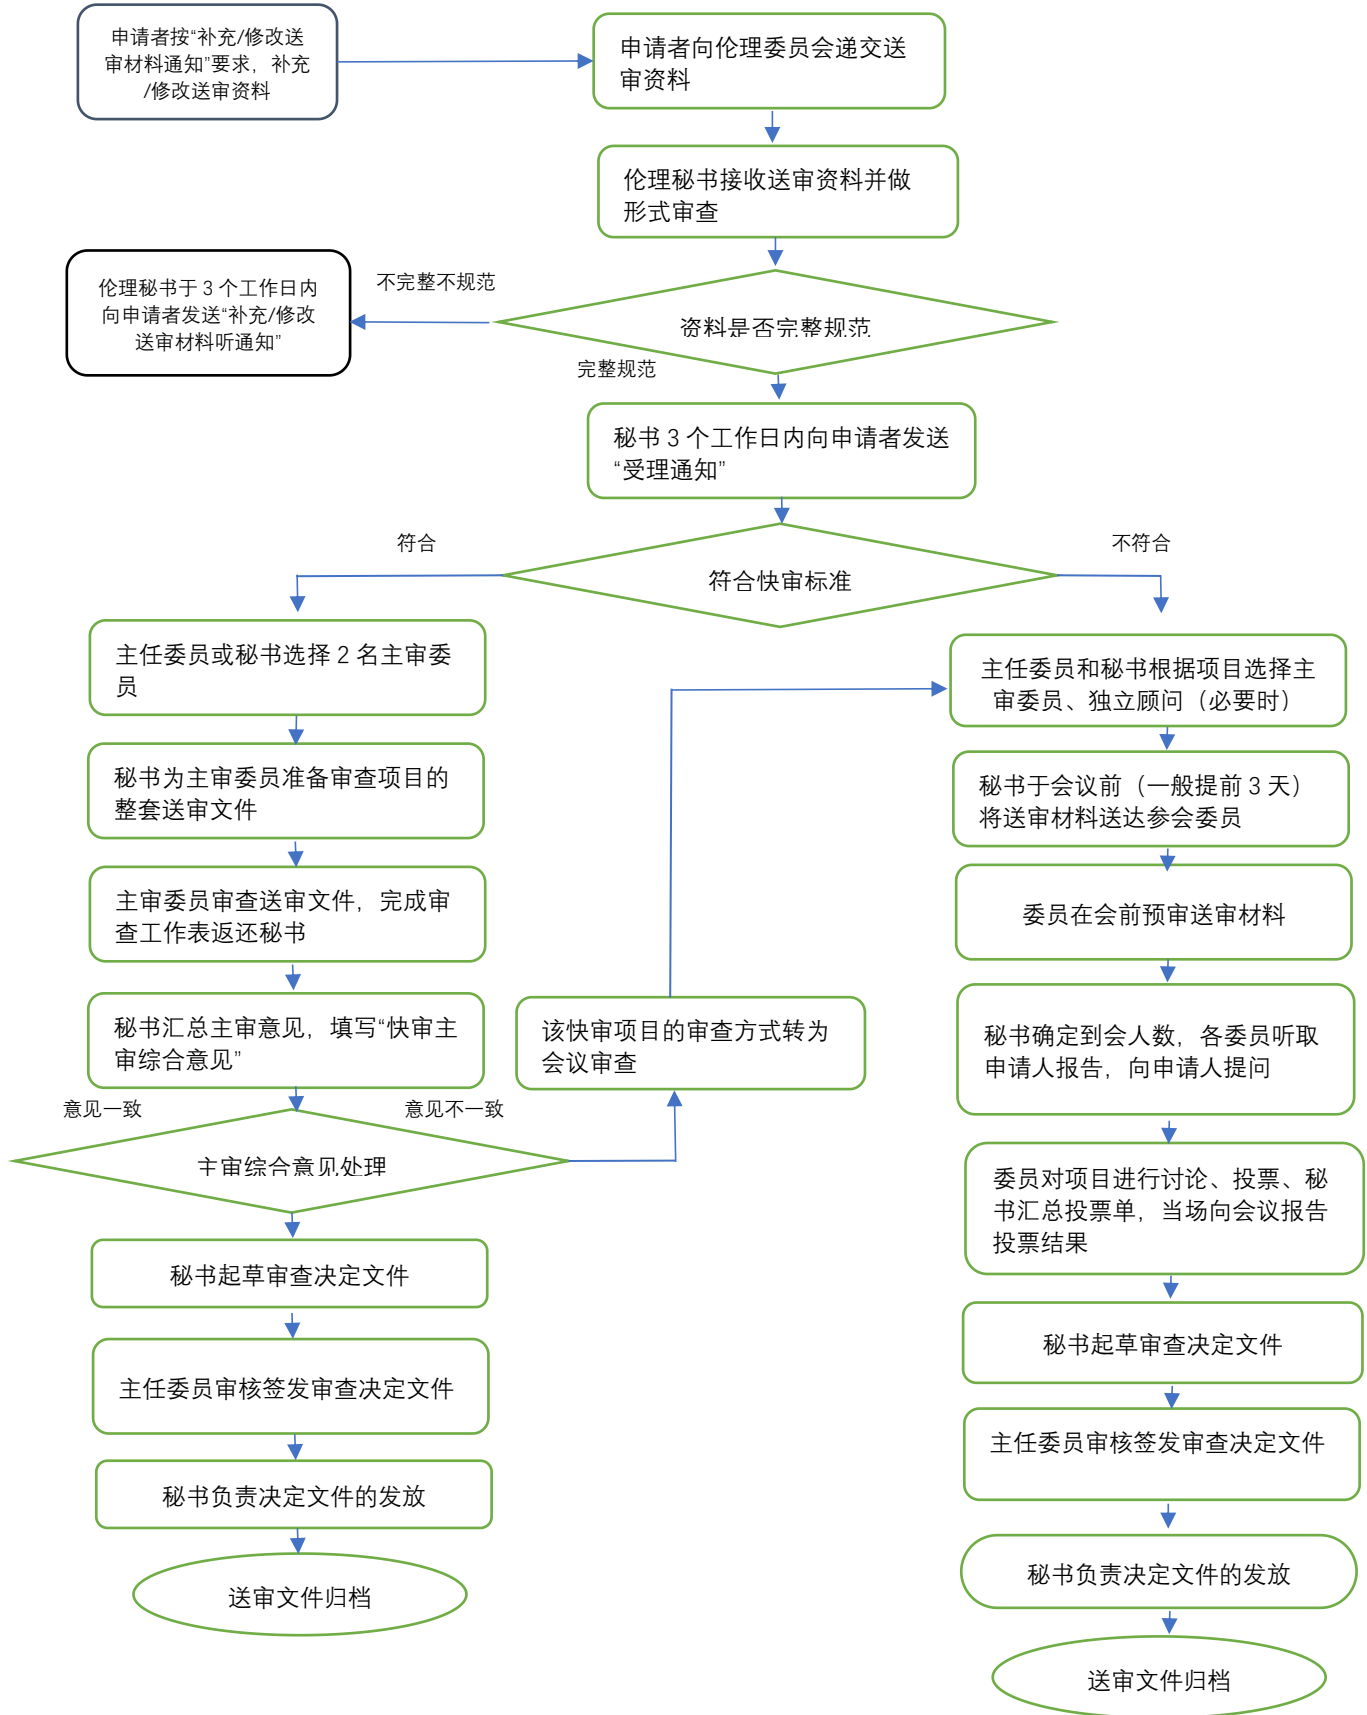 申请者按“补充/修改送
审材料通知”要求，补充
/修改送审资料
申请者向伦理委员会递交送
审资料
伦理秘书接收送审资料并做
形式审查
不完整不规范
伦理秘书于 3 个工作日内
向申请者发送“补充/修改
送审材料听通知”
资料是否完整规范
完整规范
秘书 3 个工作日内向申请者发送
“受理通知”
符合
不符合
符合快审标准
主任委员或秘书选择 2 名主审委
员
秘书为主审委员准备审查项目的
整套送审文件
主审委员审查送审文件，完成审
查工作表返还秘书
秘书汇总主审意见，填写“快审主
审综合意见”
意见一致
意见不一致
主审综合意见处理
该快审项目的审查方式转为
会议审查
秘书起草审查决定文件
主任委员审核签发审查决定文件
秘书负责决定文件的发放
送审文件归档
主任委员和秘书根据项目选择主
审委员、独立顾问（必要时）
秘书于会议前（一般提前 3 天）
将送审材料送达参会委员
委员在会前预审送审材料
秘书确定到会人数，各委员听取
申请人报告，向申请人提问
委员对项目进行讨论、投票、秘
书汇总投票单，当场向会议报告
投票结果
秘书起草审查决定文件
主任委员审核签发审查决定文件
秘书负责决定文件的发放
送审文件归档